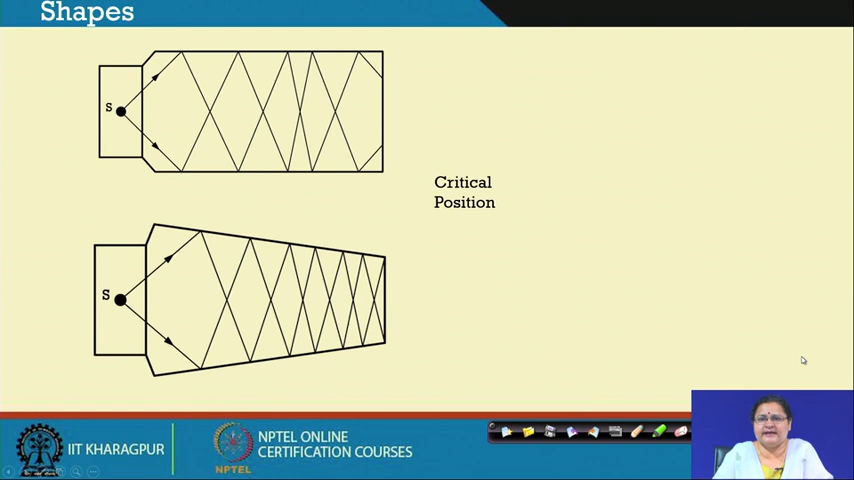 Shapes
S
Critical
Position
S
IIT KHARAGPUR
NPTEL
NPTEL ONLINE
CERTIFICATION COURSES